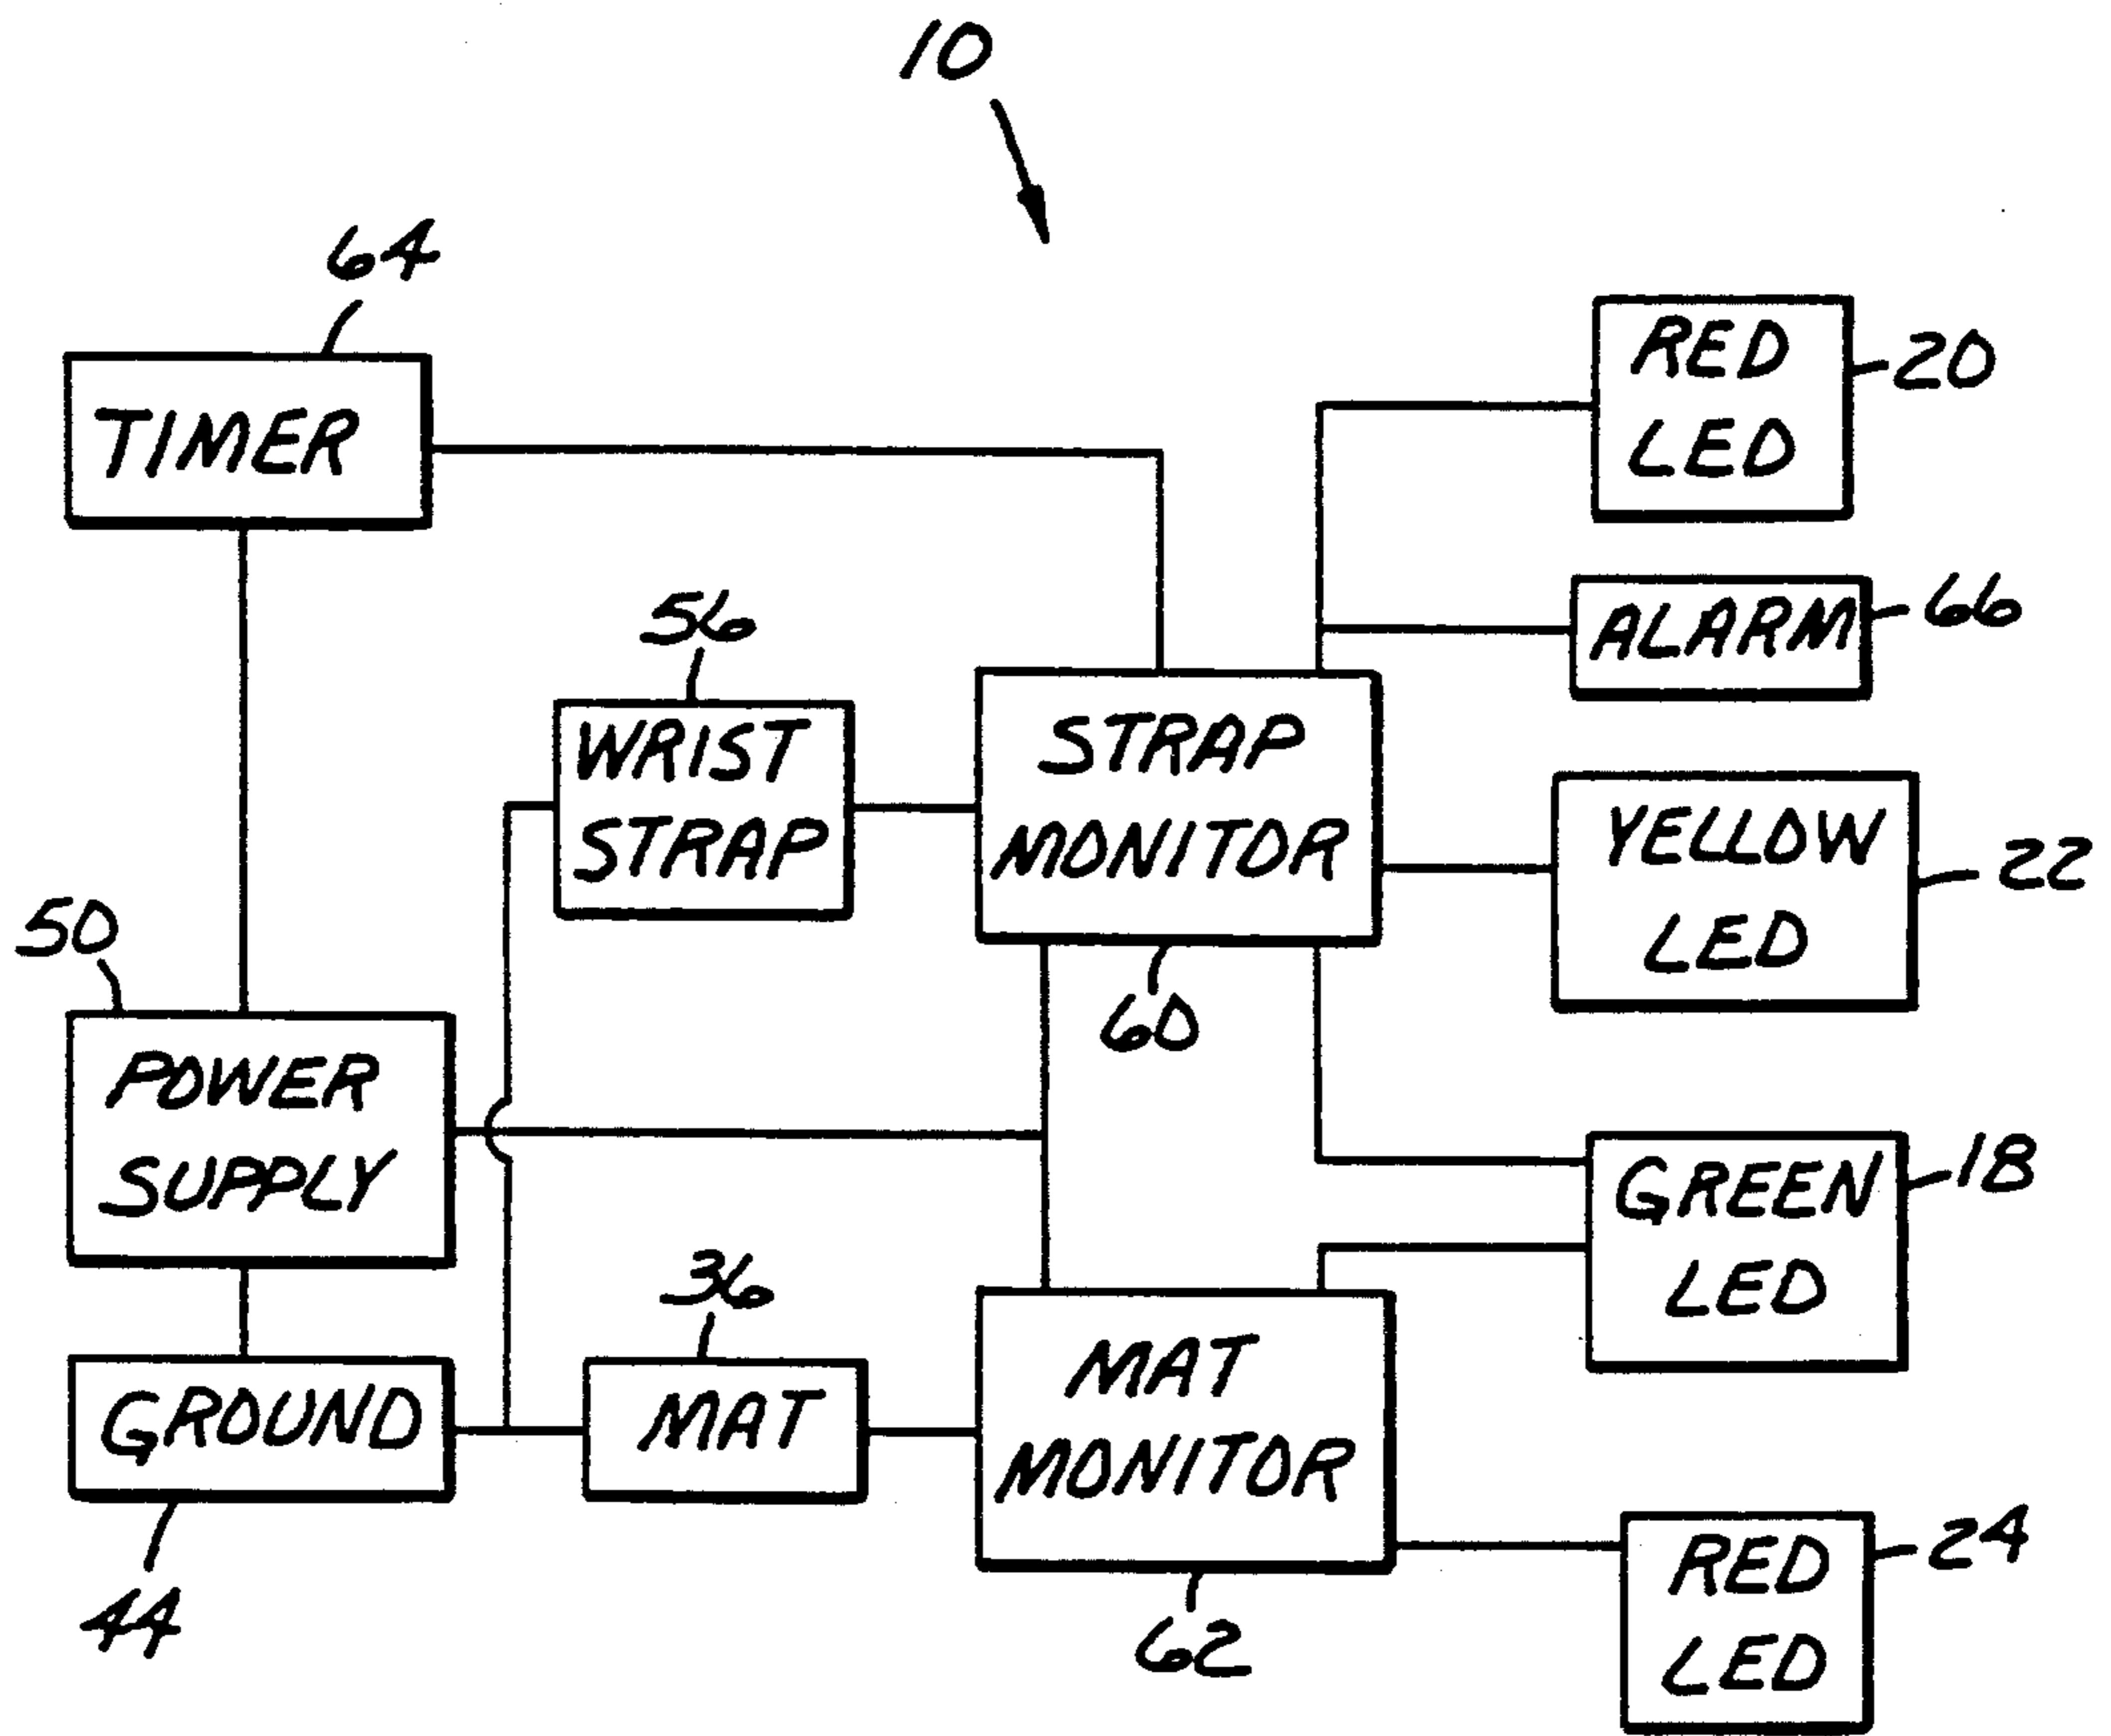 10
64
TIMER
RED
LED
20
ALARM
66
56
WRIST
STRAP
STRAP
MONITOR
60
YELLOW
LED
22
50
POWER
SUPPLY
GREEN
LED
18
36
GROUND
44
MAT
MAT
MONITOR
62
RED
LED
24